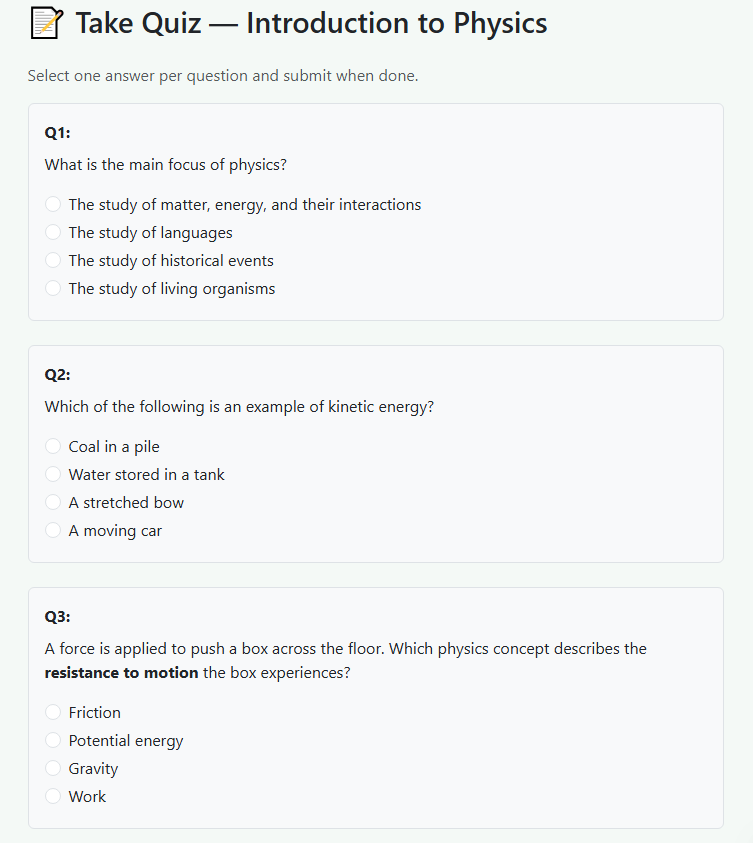 Take Quiz — Introduction to Physics
Select one answer per question and submit when done.
Q1:
What is the main focus of physics?
The study of matter, energy, and their interactions
The study of languages
The study of historical events
The study of living organisms
Q2:
Which of the following is an example of kinetic energy?
Coal in a pile
Water stored in a tank
A stretched bow
A moving car
Q3:
A force is applied to push a box across the floor. Which physics concept describes the
resistance to motion the box experiences?
Friction
Potential energy
Gravity
Work